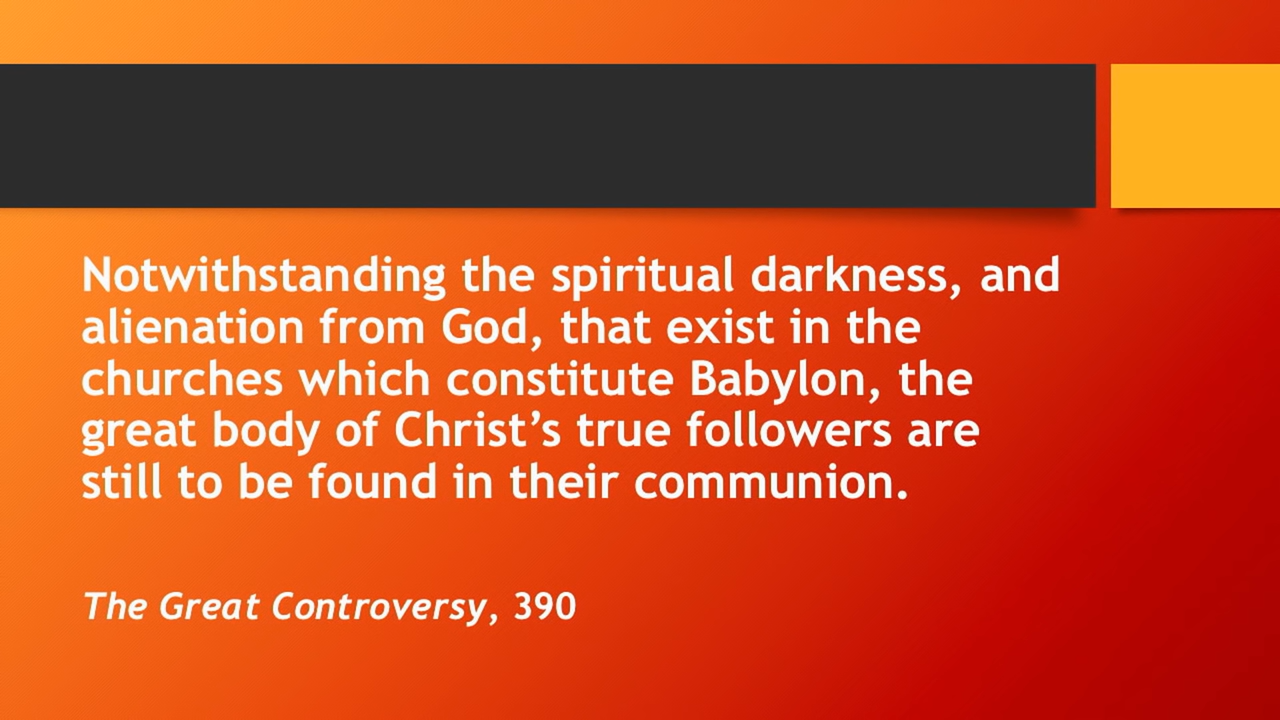 Notwithstanding the spiritual darkness, and
alienation from God, that exist in the
churches which constitute Babylon, the
great body of Christ’s true followers are
still to be found in their communion.
The Great Controversy, 390